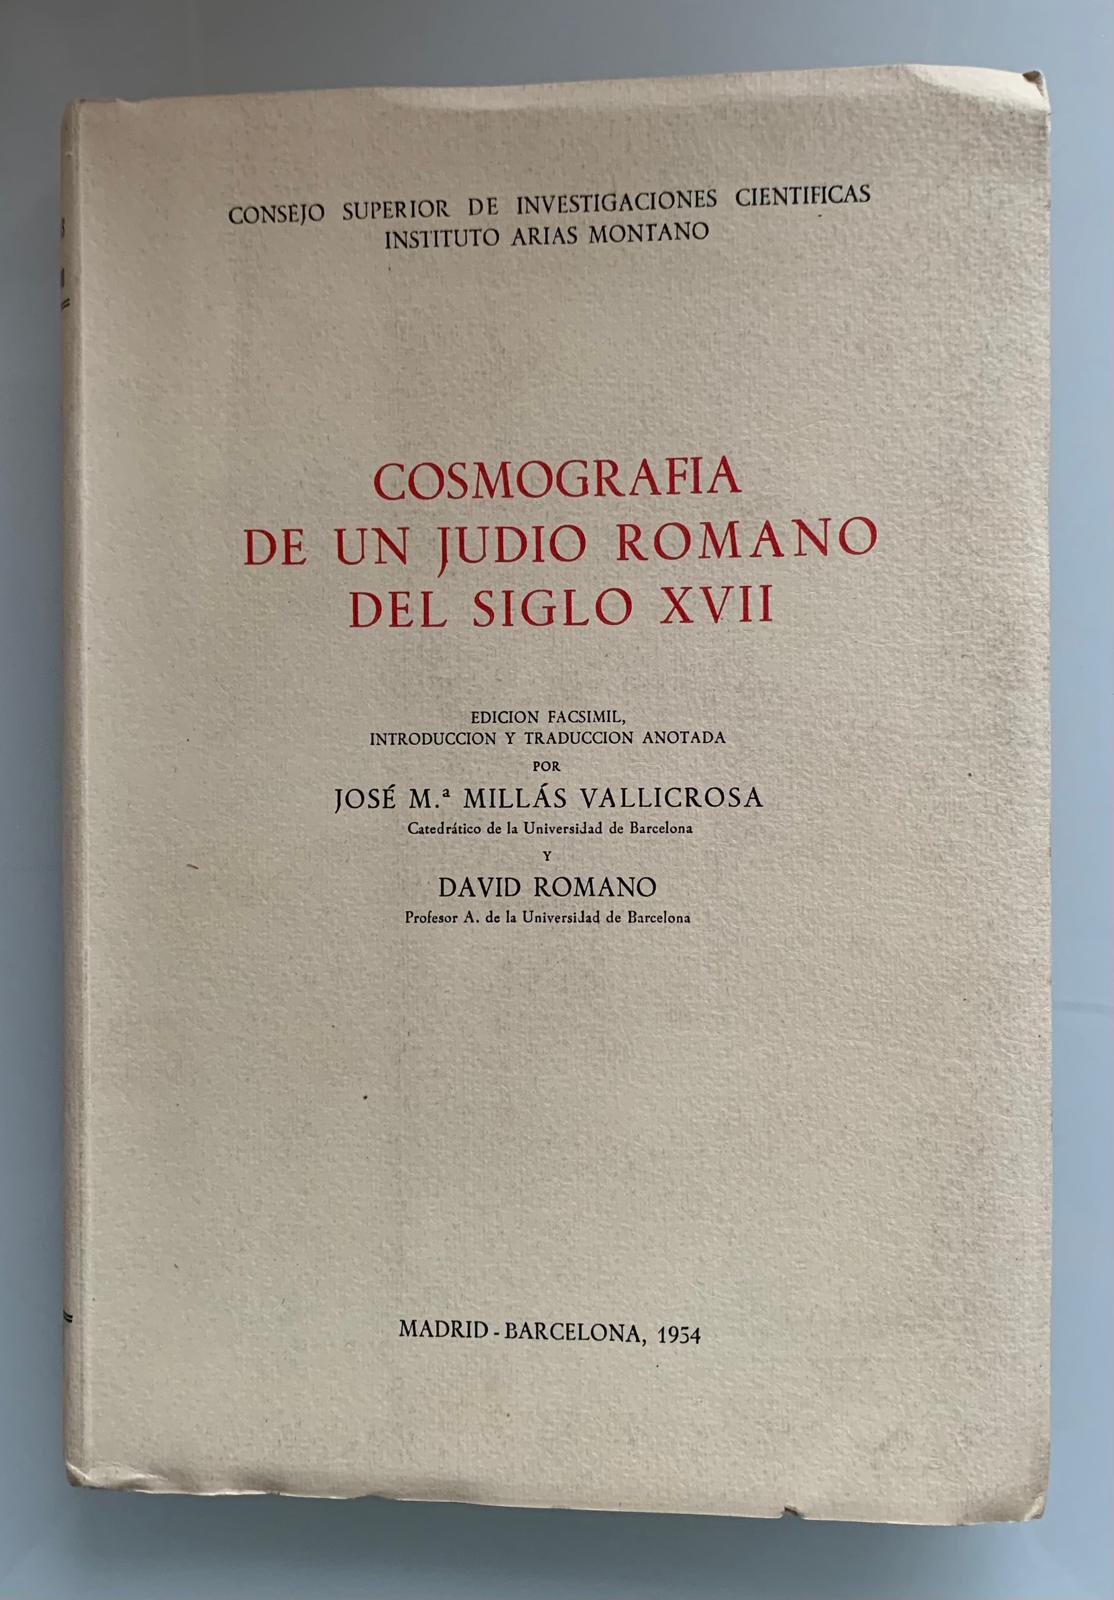 CONSEJO SUPERIOR DE INVESTIGACIONES CIENTIFICAS
INSTITUTO ARIAS MONTANO
COSMOGRAFIA
DE UN JUDIO ROMANO
DEL SIGLO XVII
EDICION FACSIMIL,
INTRODUCCION Y TRADUCCION ANOTADA
POR
JOSÉ M.ª MILLÁS VALLICROSA
Catedrático de la Universidad de Barcelona
Y
DAVID ROMANO
Profesor A. de la Universidad de Barcelona
MADRID - BARCELONA, 1954